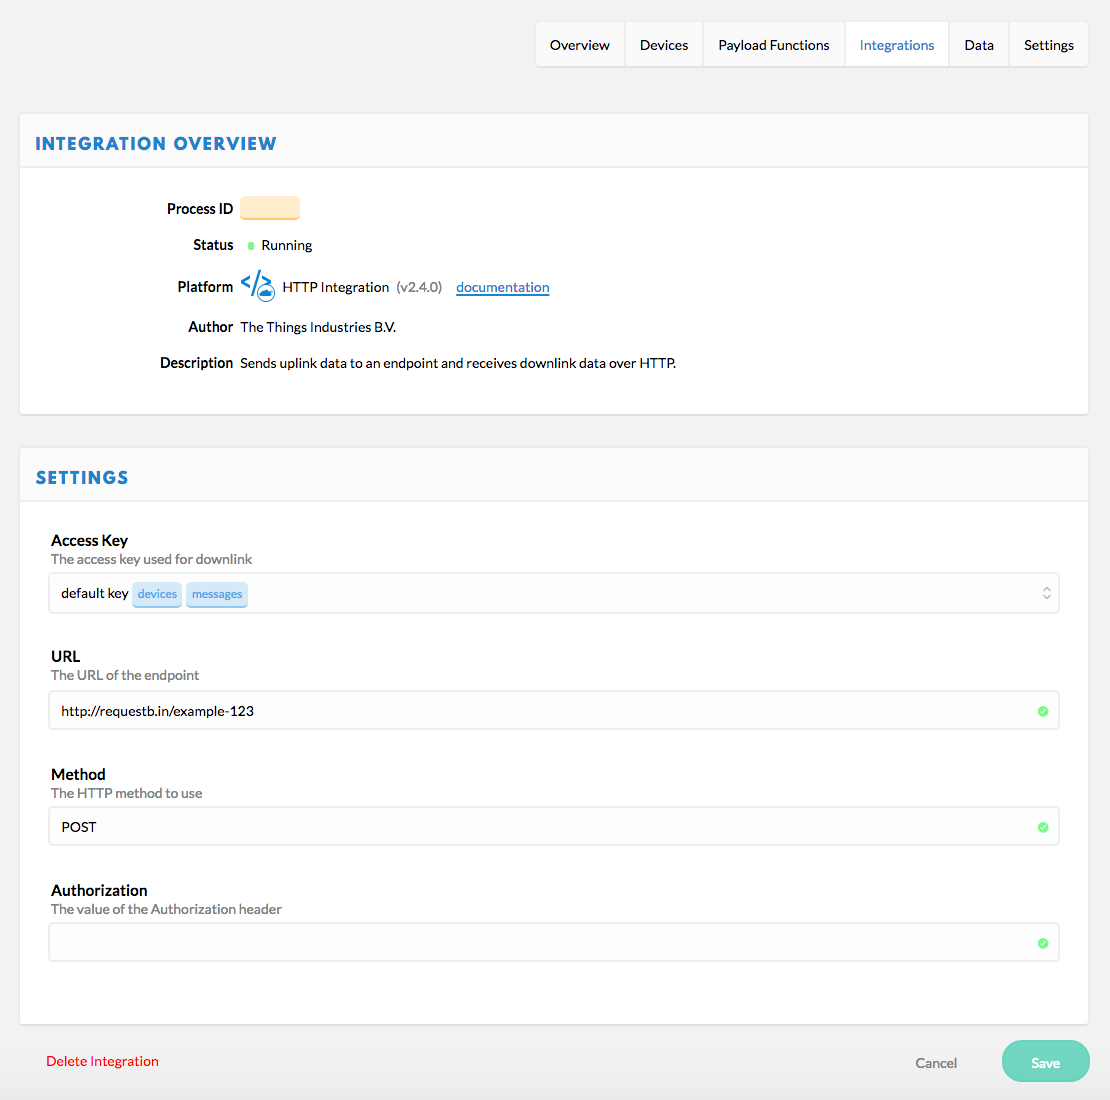 Overview Devices Payload Functions Integrations Data Settings
INTEGRATION OVERVIEW
Process ID
Status Running
Platform </> HTTP Integration (v2.4.0) documentation
Author The Things Industries B.V.
Description Sends uplink data to an endpoint and receives downlink data over HTTP.
SETTINGS
Access Key
The access key used for downlink
default key devices messages
URL
The URL of the endpoint
http://requestb.in/example-123
Method
The HTTP method to use
POST
Authorization
The value of the Authorization header
Delete Integration Cancel Save